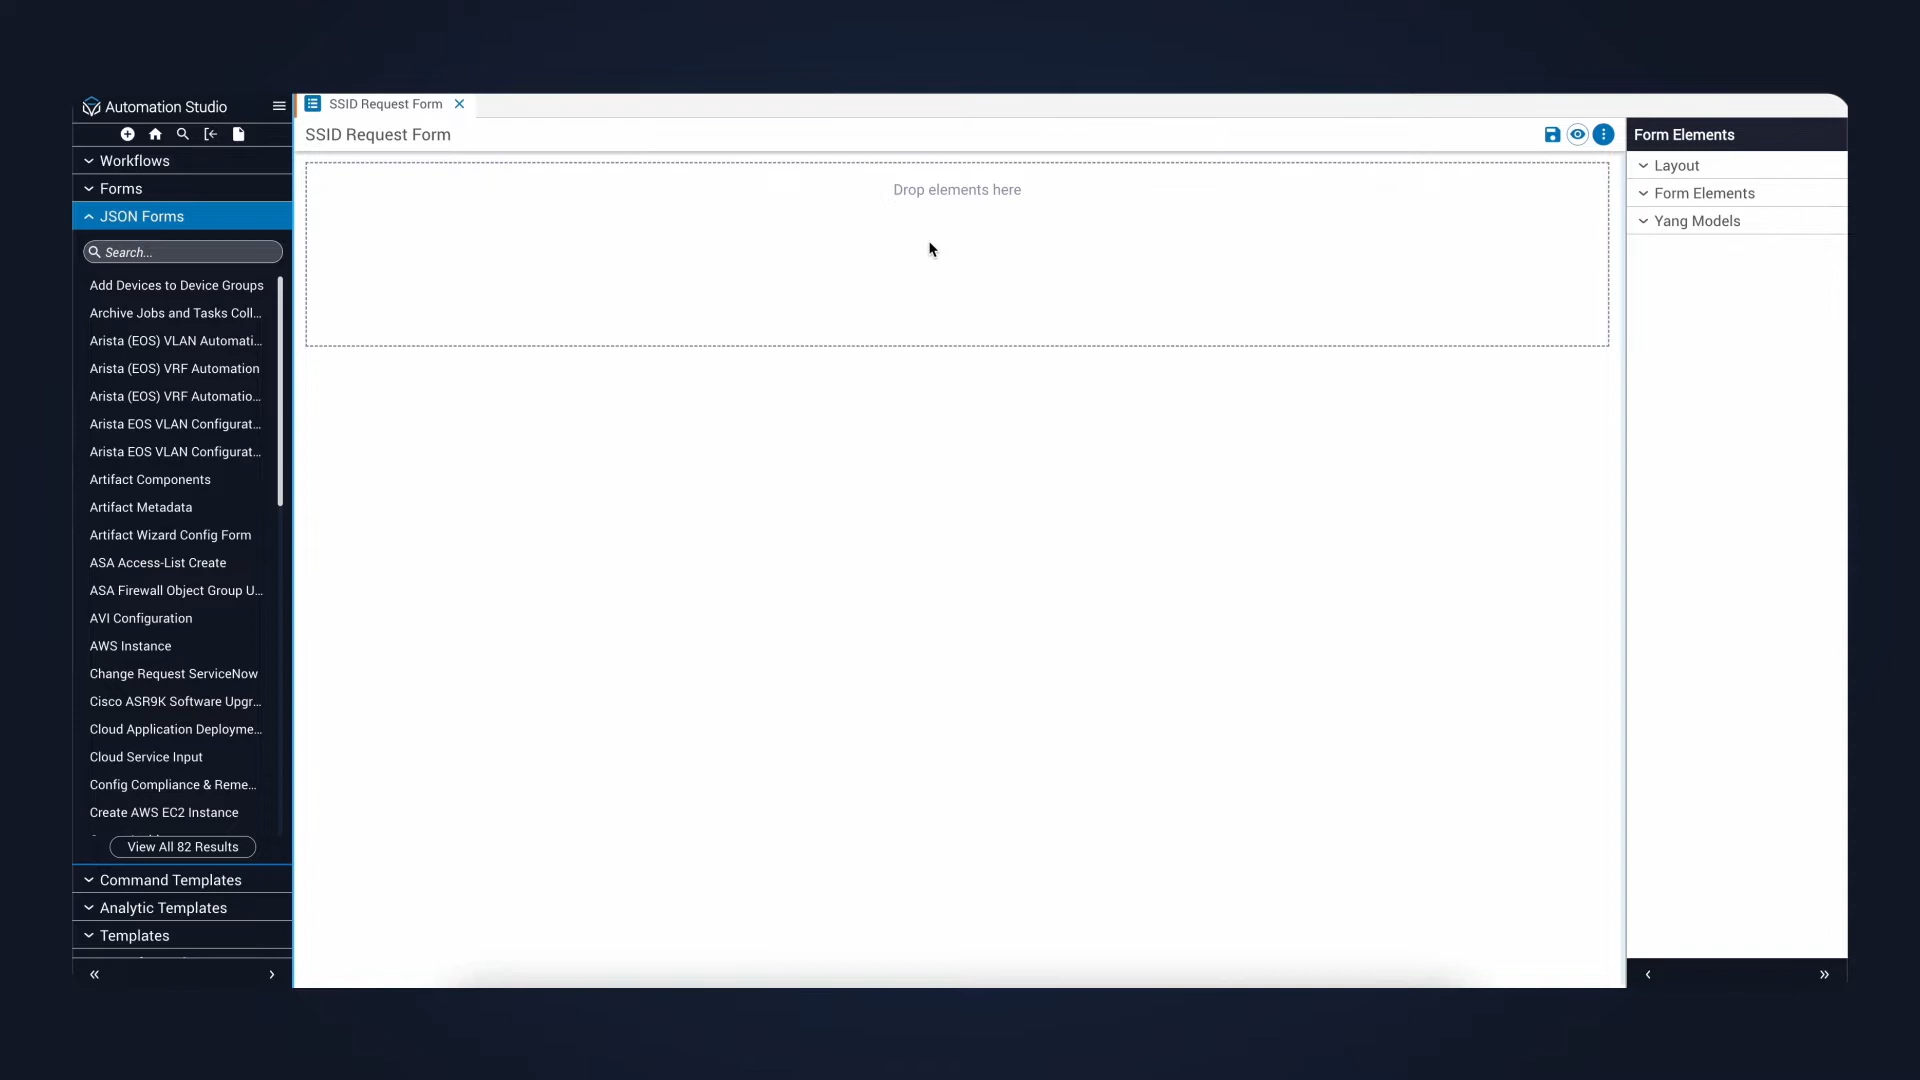 Automation Studio
SSID Request Form
SSID Request Form
Form Elements
Workflows
Forms
JSON Forms
Search...
Add Devices to Device Groups
Archive Jobs and Tasks Coll...
Arista (EOS) VLAN Automati...
Arista (EOS) VRF Automation
Arista (EOS) VRF Automatio...
Arista EOS VLAN Configurat...
Arista EOS VLAN Configurat...
Artifact Components
Artifact Metadata
Artifact Wizard Config Form
ASA Access-List Create
ASA Firewall Object Group U...
AVI Configuration
AWS Instance
Change Request ServiceNow
Cisco ASR9K Software Upgr...
Cloud Application Deployme...
Cloud Service Input
Config Compliance & Reme...
Create AWS EC2 Instance
View All 82 Results
Command Templates
Analytic Templates
Templates
Drop elements here
Layout
Form Elements
Yang Models